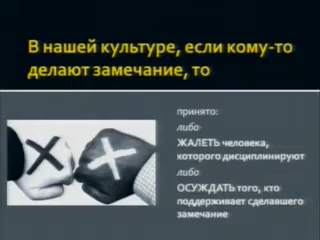 В нашей культуре, если кому-то
делают замечание, то
принято:
либо
ЖАЛЕТЬ человека,
которого дисциплинируют
либо
ОСУЖДАТЬ того, кто
поддерживает сделавшего
замечание